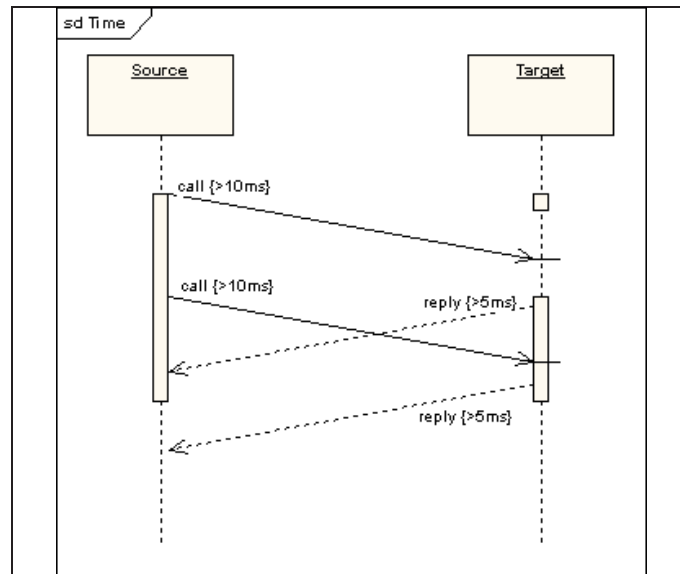 sd Time
Source
Target
call {>10ms}
call {>10ms}
reply {>5ms}
reply {>5ms}